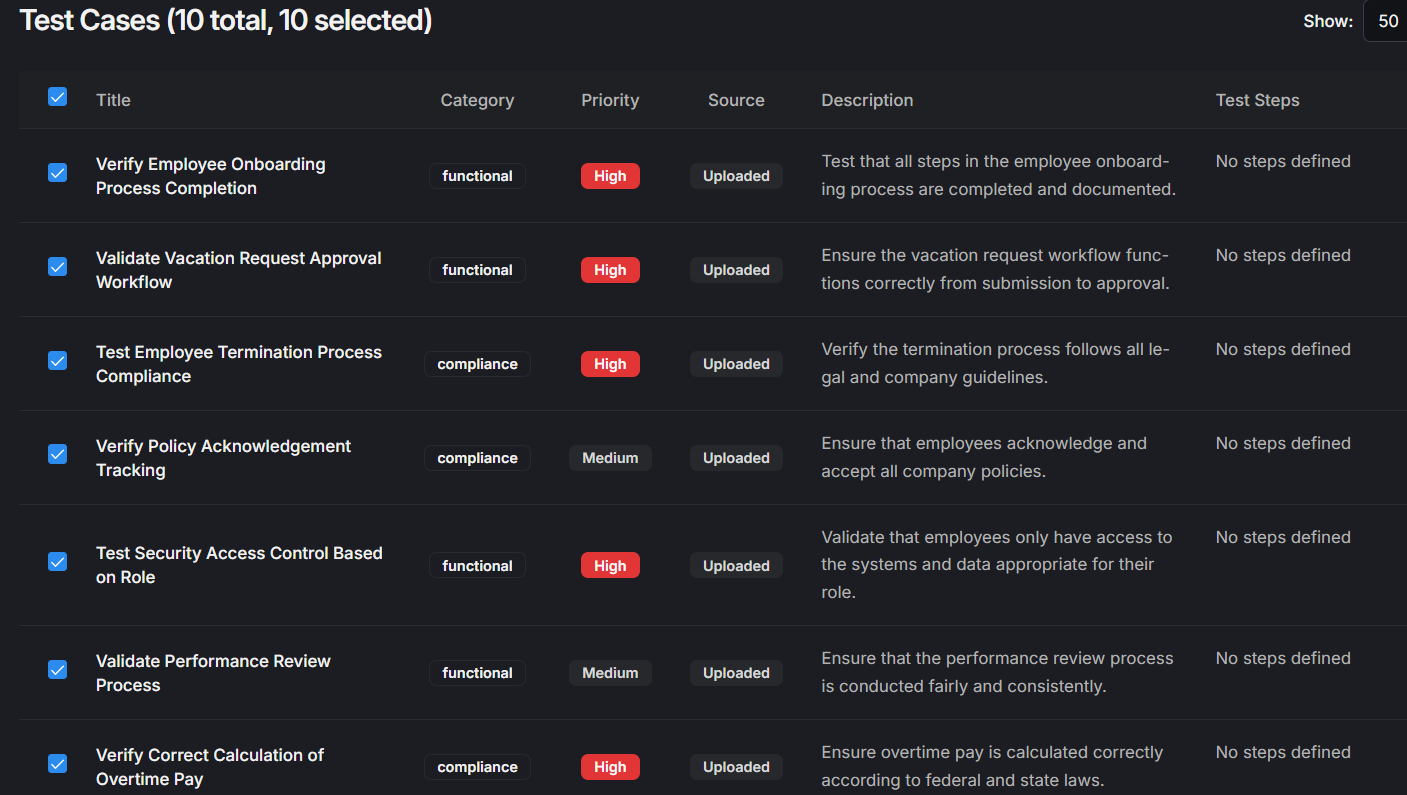 Test Cases (10 total, 10 selected)
Show: 50
Title Category Priority Source Description Test Steps
Verify Employee Onboarding
Process Completion
functional
High
Uploaded
Test that all steps in the employee onboard-
ing process are completed and documented.
No steps defined
Validate Vacation Request Approval
Workflow
functional
High
Uploaded
Ensure the vacation request workflow func-
tions correctly from submission to approval.
No steps defined
Test Employee Termination Process
Compliance
compliance
High
Uploaded
Verify the termination process follows all le-
gal and company guidelines.
No steps defined
Verify Policy Acknowledgement
Tracking
compliance
Medium
Uploaded
Ensure that employees acknowledge and
accept all company policies.
No steps defined
Test Security Access Control Based
on Role
functional
High
Uploaded
Validate that employees only have access to
the systems and data appropriate for their
role.
No steps defined
Validate Performance Review
Process
functional
Medium
Uploaded
Ensure that the performance review process
is conducted fairly and consistently.
No steps defined
Verify Correct Calculation of
Overtime Pay
compliance
High
Uploaded
Ensure overtime pay is calculated correctly
according to federal and state laws.
No steps defined